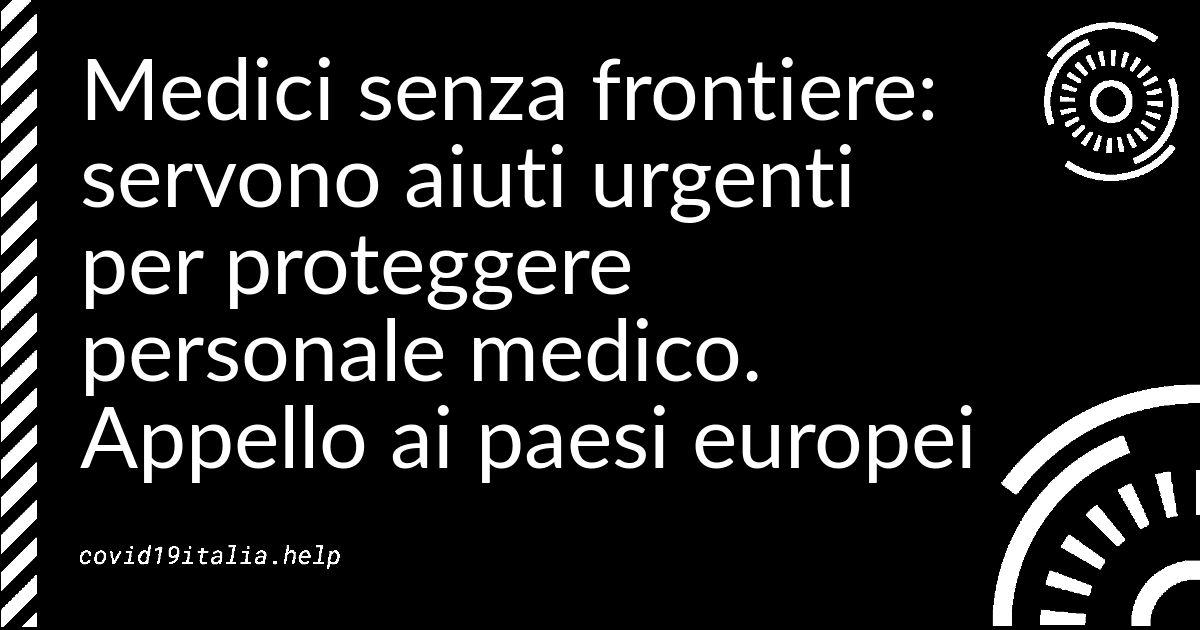 Medici senza frontiere:
servono aiuti urgenti
per proteggere
personale medico.
Appello ai paesi europei
covid19italia.help